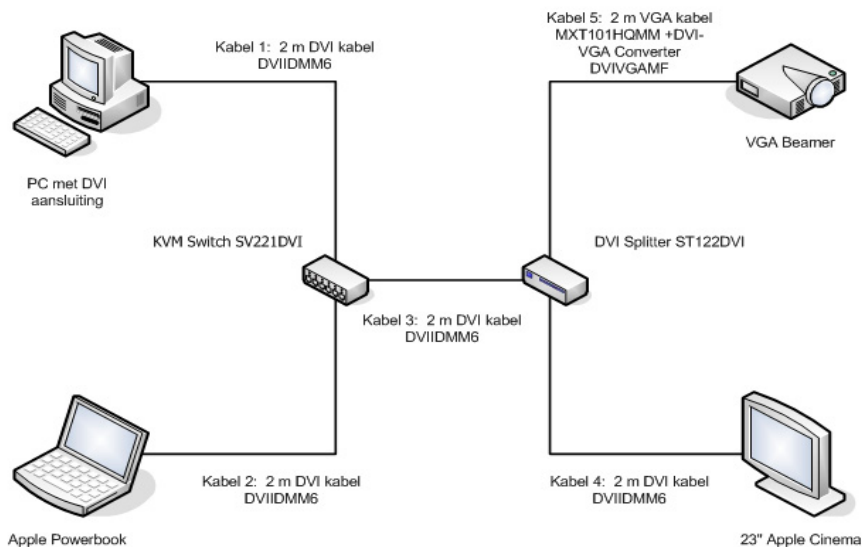 Kabel 1:  2 m DVI kabel
DVIIDMM6
Kabel 5:  2 m VGA kabel
MXT101HQMM +DVI-
VGA Converter
DVIVGAMF
PC met DVI
aansluiting
VGA Beamer
KVM Switch SV221DVI
DVI Splitter ST122DVI
Kabel 3:  2 m DVI kabel
DVIIDMM6
Kabel 2:  2 m DVI kabel
DVIIDMM6
Kabel 4:  2 m DVI kabel
DVIIDMM6
Apple Powerbook
23" Apple Cinema